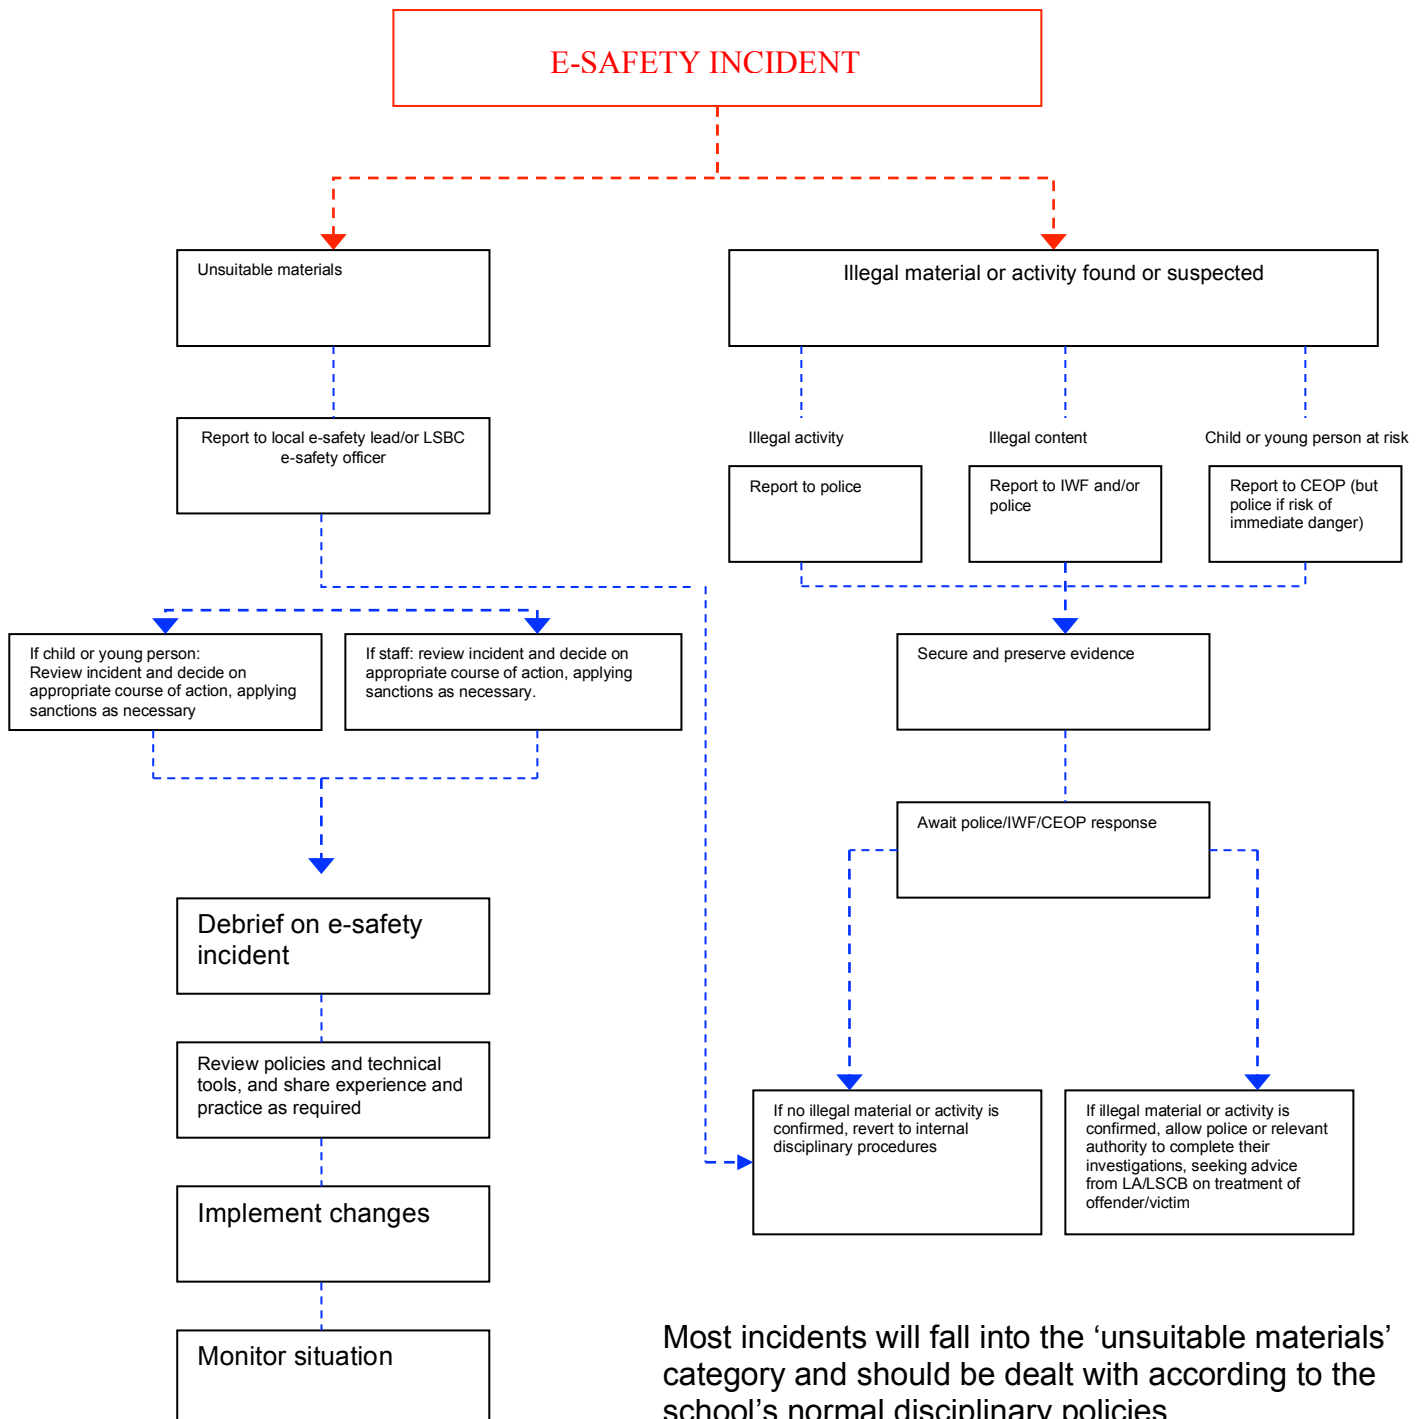 E-SAFETY INCIDENT
Unsuitable materials
Illegal material or activity found or suspected
Report to local e-safety lead/or LSBC
e-safety officer
Illegal activity
Illegal content
Child or young person at risk
Report to police
Report to IWF and/or
police
Report to CEOP (but
police if risk of
immediate danger)
If child or young person:
Review incident and decide on
appropriate course of action, applying
sanctions as necessary
If staff: review incident and decide on
appropriate course of action, applying
sanctions as necessary.
Secure and preserve evidence
Await police/IWF/CEOP response
Debrief on e-safety
incident
Review policies and technical
tools, and share experience and
practice as required
If no illegal material or activity is
confirmed, revert to internal
disciplinary procedures
If illegal material or activity is
confirmed, allow police or relevant
authority to complete their
investigations, seeking advice
from LA/LSCB on treatment of
offender/victim
Implement changes
Monitor situation
Most incidents will fall into the ‘unsuitable materials’
category and should be dealt with according to the
school’s normal disciplinary policies